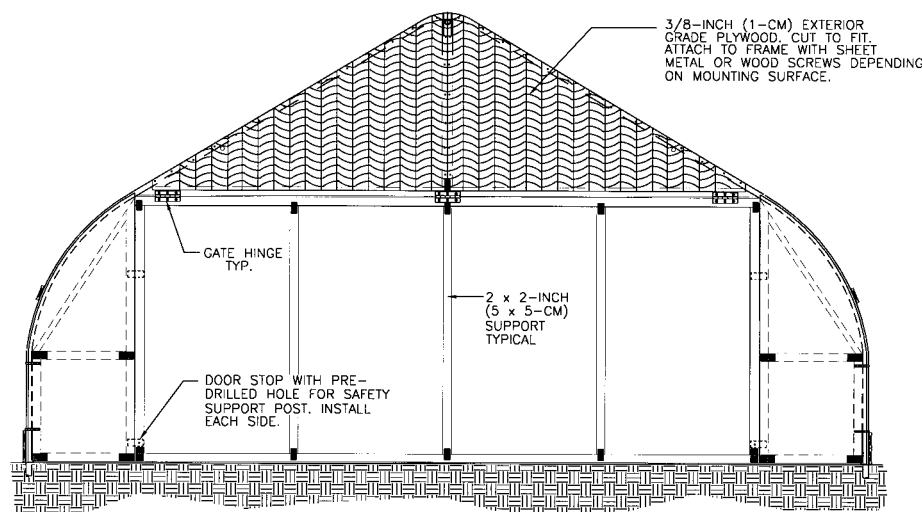 3/8-INCH (1-CM) EXTERIOR
GRADE PLYWOOD. CUT TO FIT.
ATTACH TO FRAME WITH SHEET
METAL OR WOOD SCREWS DEPENDING
ON MOUNTING SURFACE.
GATE HINGE
TYP.
2 x 2-INCH
(5 x 5-CM)
SUPPORT
TYPICAL
DOOR STOP WITH PRE-
DRILLED HOLE FOR SAFETY
SUPPORT POST. INSTALL
EACH SIDE.